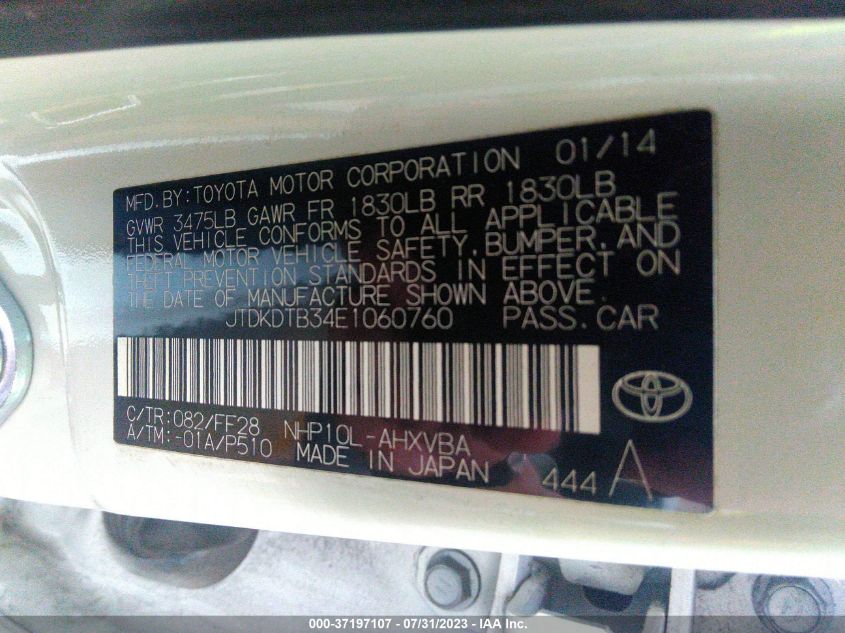 MFD. BY: TOYOTA MOTOR CORPORATION 01/14
GVWR 3475LB GAWR FR 1830LB RR 1830LB
THIS VEHICLE CONFORMS TO ALL APPLICABLE
FEDERAL MOTOR VEHICLE SAFETY, BUMPER, AND
THEFT PREVENTION STANDARDS IN EFFECT ON
THE DATE OF MANUFACTURE SHOWN ABOVE.
JTDKDTB34E1060760 PASS. CAR
C/TR: 082/FF28 NHP10L-AHXVBA
A/TM: -01A/P510 MADE IN JAPAN 444 A
000-37197107 - 07/31/2023 - IAA Inc.